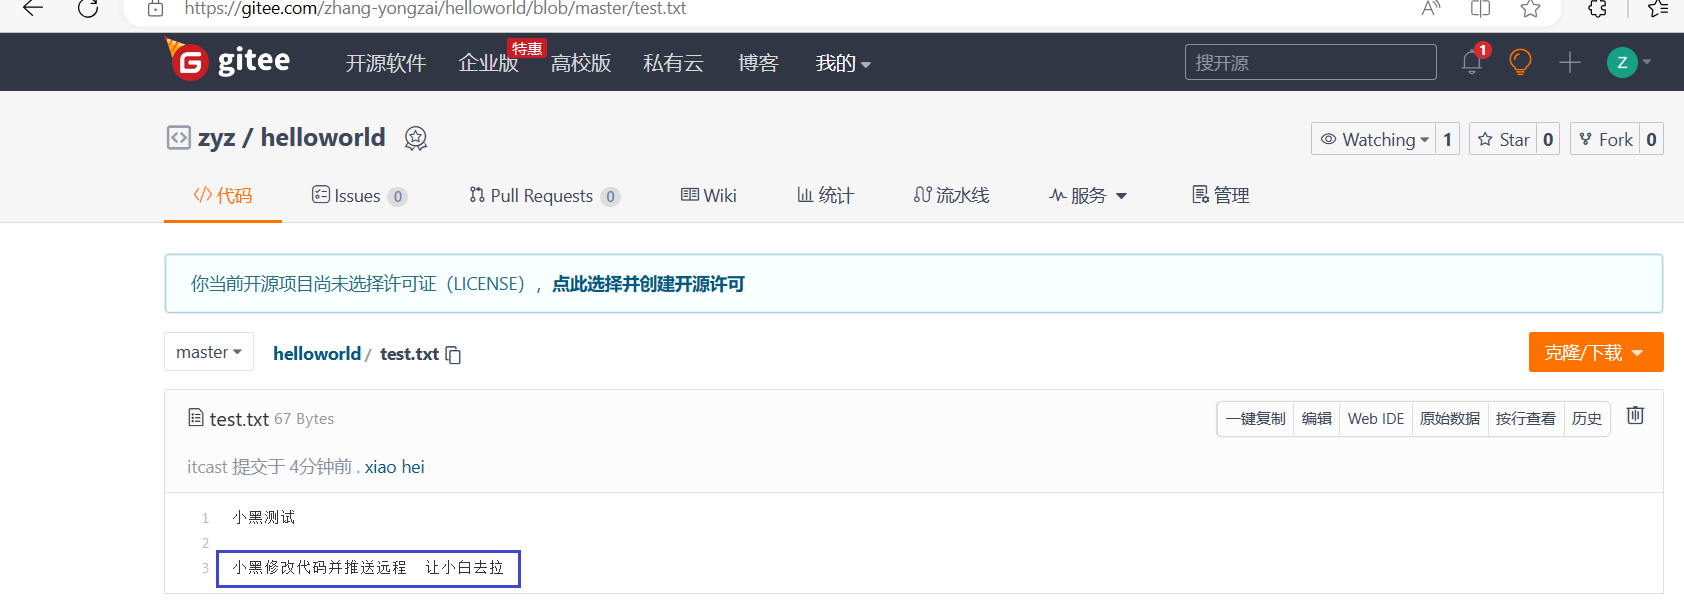 https://gitee.com/zhang-yongzai/helloworld/blob/master/test.txt
gitee 开源软件 企业版 特惠 高校版 私有云 博客 我的 搜开源 1 Z
zyz / helloworld Watching 1 Star 0 Fork 0
代码 Issues 0 Pull Requests 0 Wiki 统计 流水线 服务 管理
你当前开源项目尚未选择许可证（LICENSE），点此选择并创建开源许可
master helloworld / test.txt 克隆/下载
test.txt 67 Bytes 一键复制 编辑 Web IDE 原始数据 按行查看 历史
itcast 提交于 4分钟前 . xiao hei
1 小黑测试
2
3 小黑修改代码并推送远程 让小白去拉